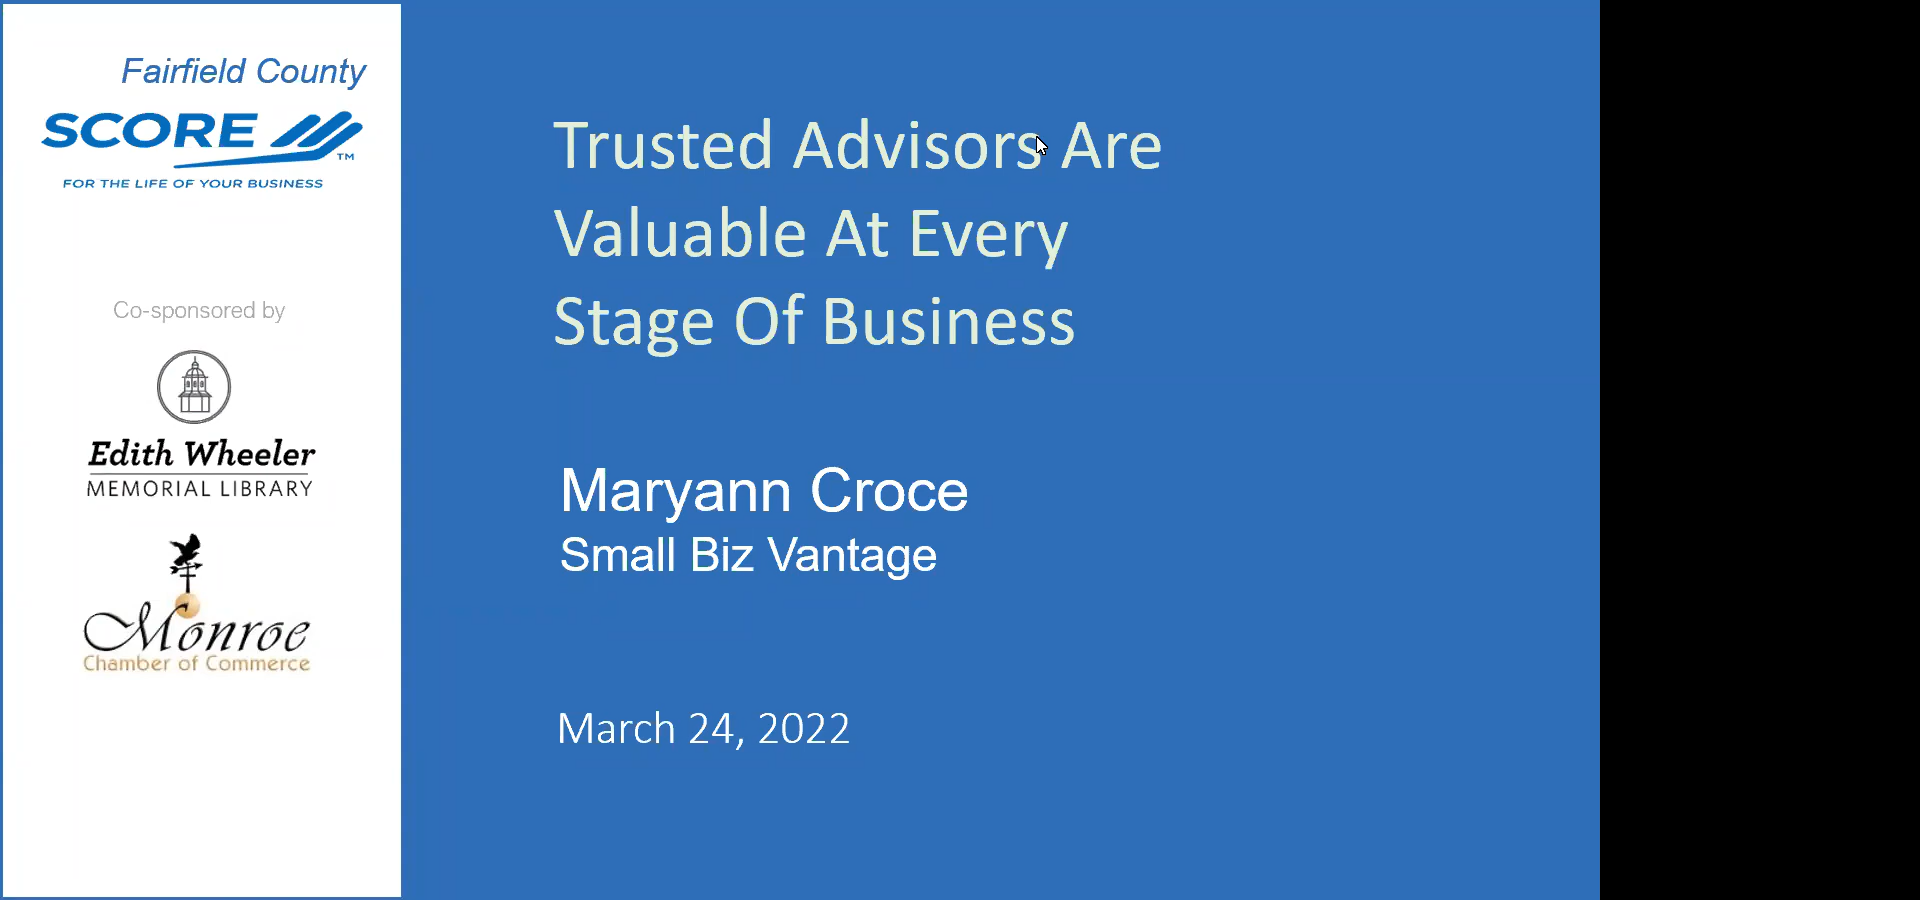 Fairfield County
SCORE
TM
FOR THE LIFE OF YOUR BUSINESS
Co-sponsored by
Edith Wheeler
MEMORIAL LIBRARY
Monroe
Chamber of Commerce
Trusted Advisors Are
Valuable At Every
Stage Of Business
Maryann Croce
Small Biz Vantage
March 24, 2022